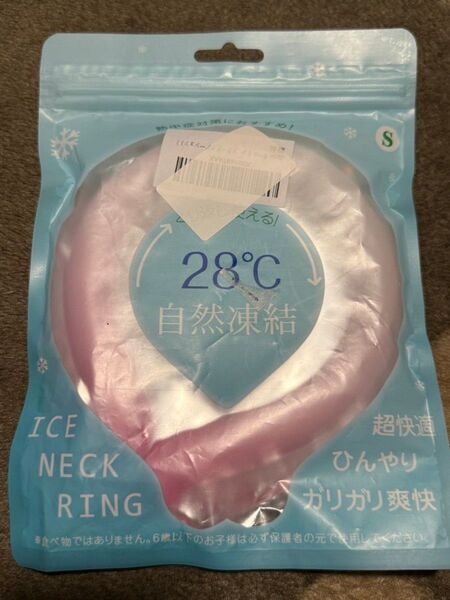 熱中症対策におすすめ！
S
使える!
28℃
自然凍結
ICE
NECK
RING
超快適
ひんやり
ガリガリ爽快
※食べ物ではありません。6歳以下のお子様は必ず保護者の元で使用してください。